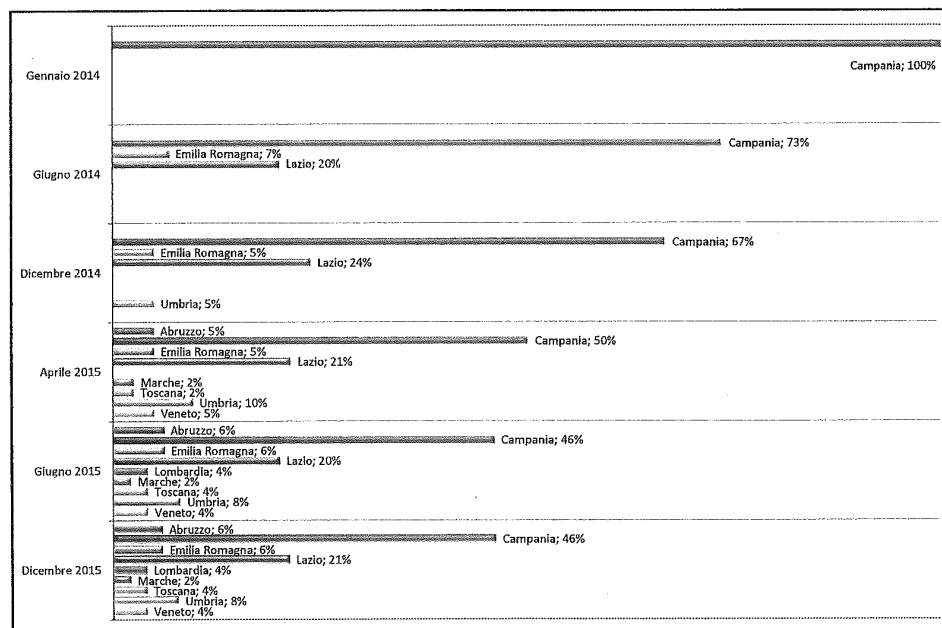 Gennaio 2014
Campania; 100%
Giugno 2014
Campania; 73%
Emilia Romagna; 7%
Lazio; 20%
Dicembre 2014
Campania; 67%
Emilia Romagna; 5%
Lazio; 24%
Umbria; 5%
Aprile 2015
Abruzzo; 5%
Campania; 50%
Emilia Romagna; 5%
Lazio; 21%
Marche; 2%
Toscana; 2%
Umbria; 10%
Veneto; 5%
Giugno 2015
Abruzzo; 6%
Campania; 46%
Emilia Romagna; 6%
Lazio; 20%
Lombardia; 4%
Marche; 2%
Toscana; 4%
Umbria; 8%
Veneto; 4%
Dicembre 2015
Abruzzo; 6%
Campania; 46%
Emilia Romagna; 6%
Lazio; 21%
Lombardia; 4%
Marche; 2%
Toscana; 4%
Umbria; 8%
Veneto; 4%